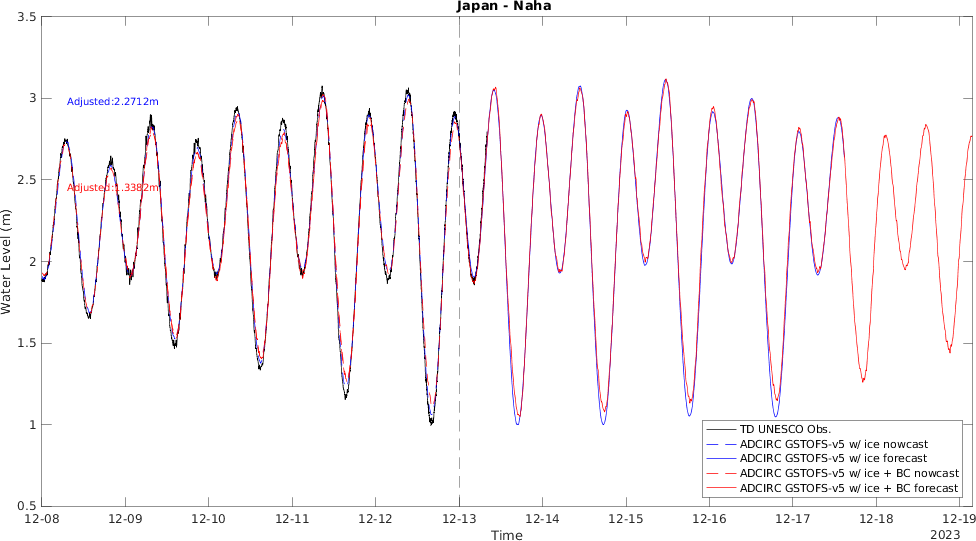 Japan - Naha
3.5
3
2.5
2
1.5
1
0.5
Water Level (m)
Adjusted:2.2712m
Adjusted:1.3382m
TD UNESCO Obs.
ADCIRC GSTOFS-v5 w/ ice nowcast
ADCIRC GSTOFS-v5 w/ ice forecast
ADCIRC GSTOFS-v5 w/ ice + BC nowcast
ADCIRC GSTOFS-v5 w/ ice + BC forecast
12-08 12-09 12-10 12-11 12-12 12-13 12-14 12-15 12-16 12-17 12-18 12-19
Time
2023